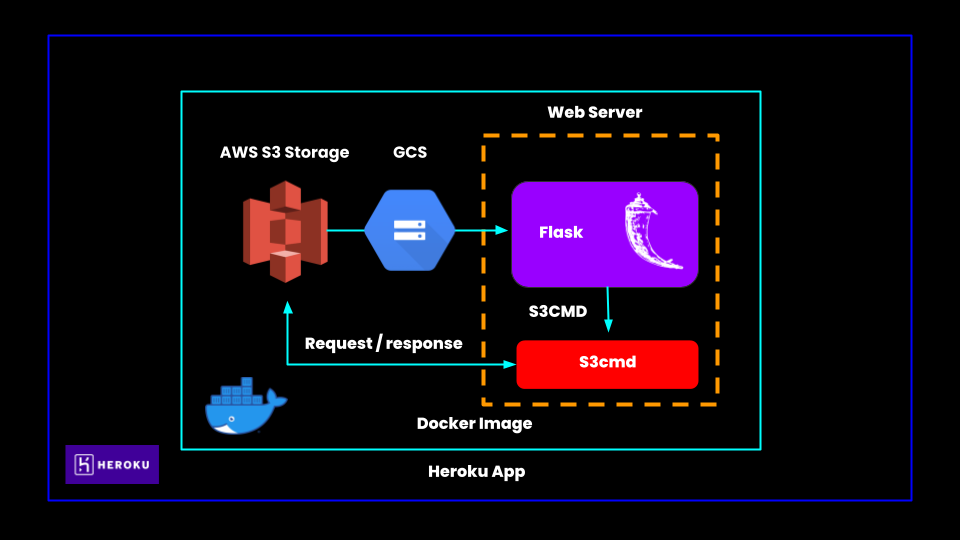 Web Server
AWS S3 Storage
GCS
Flask
S3CMD
Request / response
S3cmd
Docker Image
HEROKU
Heroku App